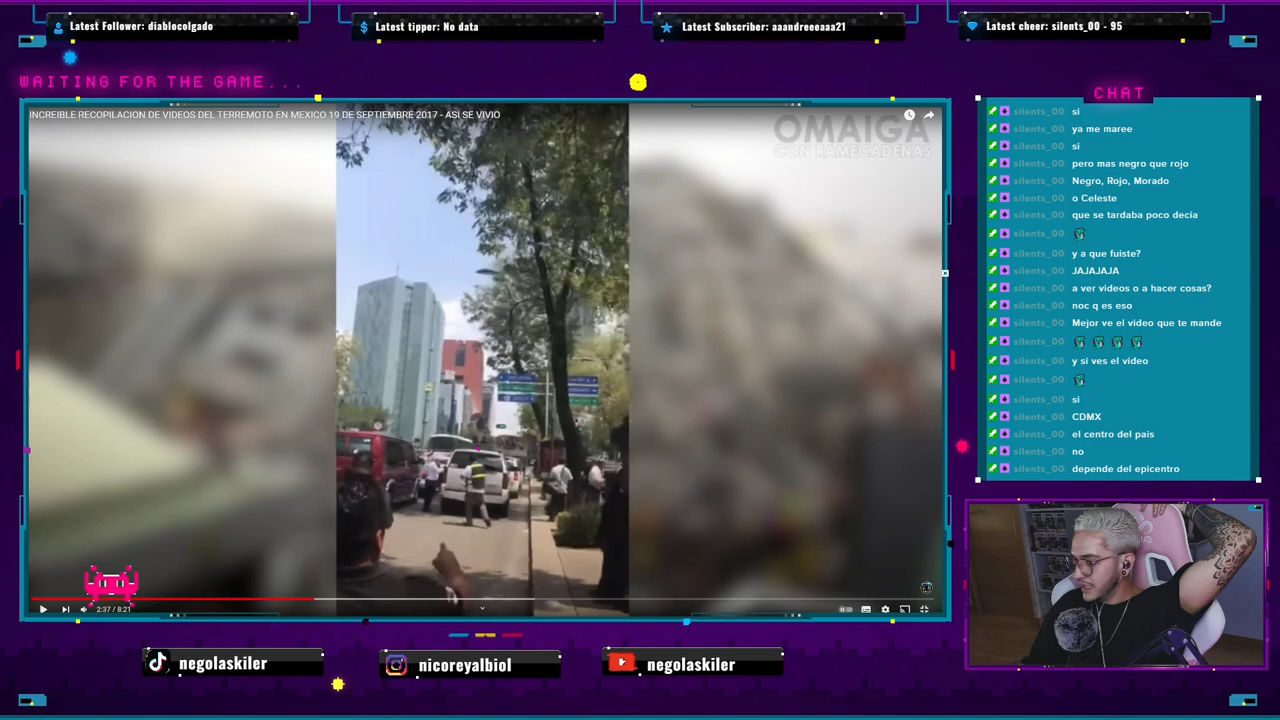 Latest Follower: diablocolgado
Latest tipper: No data
Latest Subscriber: aaandreeeaaa21
Latest cheer: silents_00 - 95
WAITING FOR THE GAME...
INCREIBLE RECOPILACION DE VIDEOS DEL TERREMOTO EN MEXICO 19 DE SEPTIEMBRE 2017 - ASI SE VIVIO
OMAIGA
CON RAMECADENAS
2:37 / 8:21
CHAT
silents_00: si
silents_00: ya me maree
silents_00: si
silents_00: pero mas negro que rojo
silents_00: Negro, Rojo, Morado
silents_00: o Celeste
silents_00: que se tardaba poco decia
silents_00:
silents_00: y a que fuiste?
silents_00: JAJAJAJA
silents_00: a ver videos o a hacer cosas?
silents_00: noc q es eso
silents_00: Mejor ve el video que te mande
silents_00:
silents_00: y si ves el video
silents_00:
silents_00: si
silents_00: CDMX
silents_00: el centro del pais
silents_00: no
silents_00: depende del epicentro
negolaskiler
nicoreyalbiol
negolaskiler